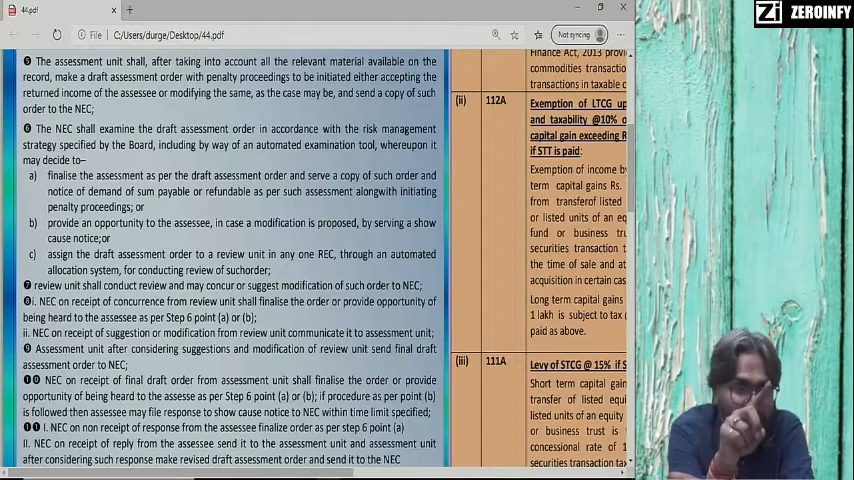 44.pdf
File
C:/Users/durge/Desktop/44.pdf
Not syncing
ZEROINFY
❺ The assessment unit shall, after taking into account all the relevant material available on the
record, make a draft assessment order with penalty proceedings to be initiated either accepting the
returned income of the assessee or modifying the same, as the case may be, and send a copy of such
order to the NEC;
❻ The NEC shall examine the draft assessment order in accordance with the risk management
strategy specified by the Board, including by way of an automated examination tool, whereupon it
may decide to–
a) finalise the assessment as per the draft assessment order and serve a copy of such order and
notice of demand of sum payable or refundable as per such assessment alongwith initiating
penalty proceedings; or
b) provide an opportunity to the assessee, in case a modification is proposed, by serving a show
cause notice;or
c) assign the draft assessment order to a review unit in any one REC, through an automated
allocation system, for conducting review of suchorder;
❼ review unit shall conduct review and may concur or suggest modification of such order to NEC;
❽i. NEC on receipt of concurrence from review unit shall finalise the order or provide opportunity of
being heard to the assessee as per Step 6 point (a) or (b);
ii. NEC on receipt of suggestion or modification from review unit communicate it to assessment unit;
❾ Assessment unit after considering suggestions and modification of review unit send final draft
assessment order to NEC;
❶⓿ NEC on receipt of final draft order from assessment unit shall finalise the order or provide
opportunity of being heard to the assesse as per Step 6 point (a) or (b); if procedure as per point (b)
is followed then assessee may file response to show cause notice to NEC within time limit specified;
❶❶ I. NEC on non receipt of response from the assessee finalize order as per step 6 point (a)
II. NEC on receipt of reply from the assessee send it to the assessment unit and assessment unit
after considering such response make revised draft assessment order and send it to the NEC
Finance Act, 2013 provi
commodities transactio
transactions in taxable c
(ii) 112A Exemption of LTCG up
and taxability @10% o
capital gain exceeding R
if STT is paid:
Exemption of income by
term capital gains Rs.
from transferof listed
or listed units of an eq
fund or business tru
securities transaction t
the time of sale and at
acquisition in certain cas
Long term capital gains
1 lakh is subject to tax
paid as above.
(iii) 111A Levy of STCG @ 15% if S
Short term capital gain
transfer of listed equi
listed units of an equity
or business trust is
concessional rate of 1
securities transaction tax